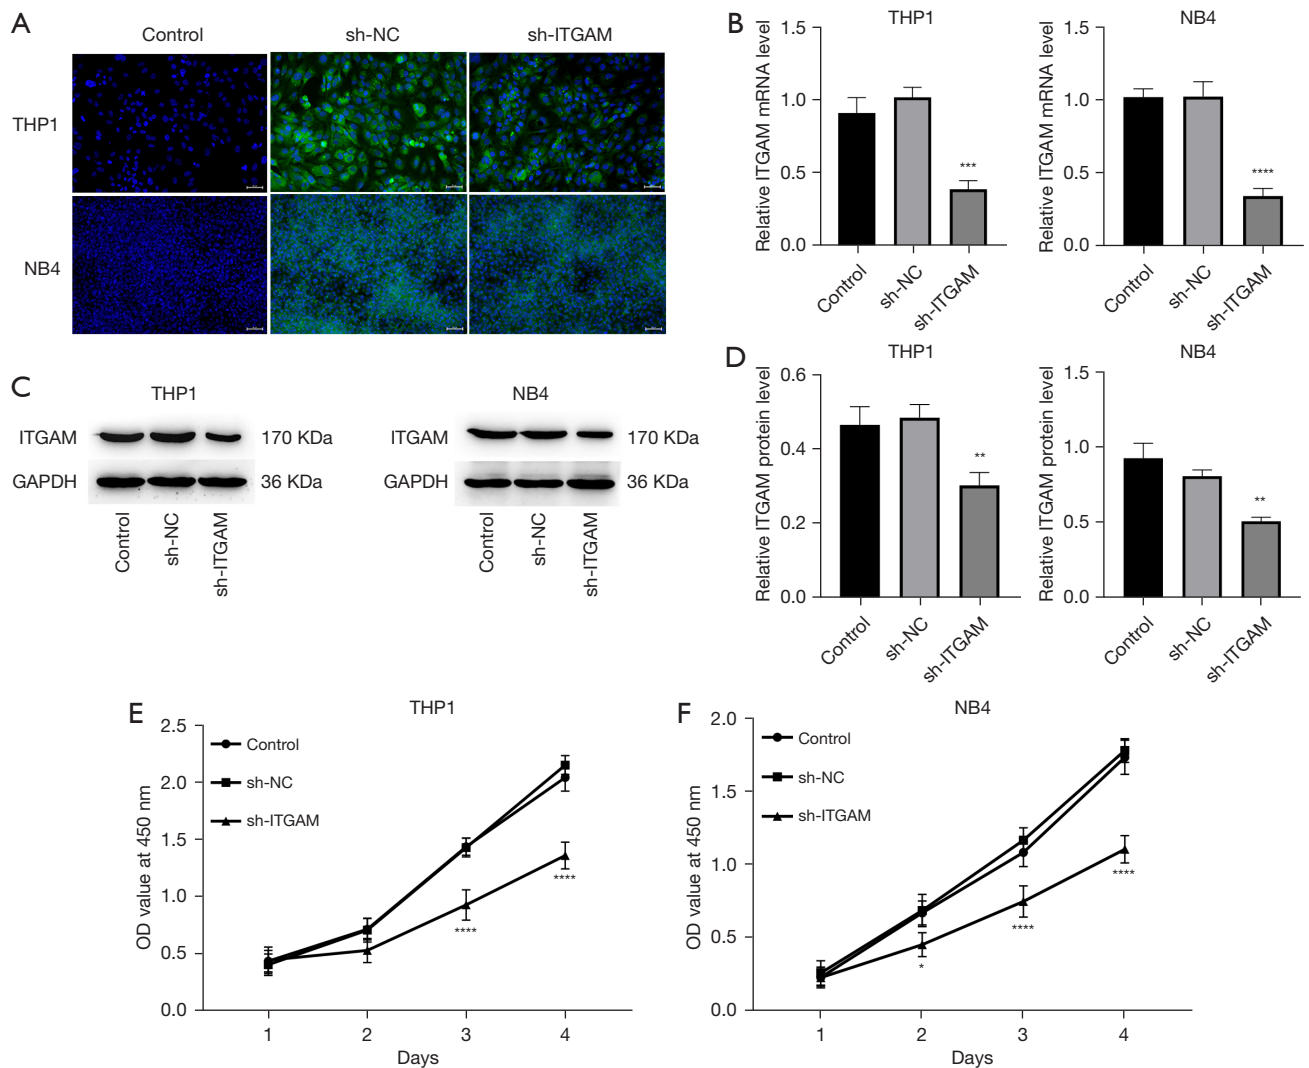 A
Control
sh-NC
sh-ITGAM
THP1
NB4
B
THP1
Relative ITGAM mRNA level
1.5
1.0
0.5
0.0
***
Control
sh-NC
sh-ITGAM
NB4
Relative ITGAM mRNA level
1.5
1.0
0.5
0.0
****
Control
sh-NC
sh-ITGAM
C
THP1
ITGAM
170 KDa
GAPDH
36 KDa
Control
sh-NC
sh-ITGAM
NB4
ITGAM
170 KDa
GAPDH
36 KDa
Control
sh-NC
sh-ITGAM
D
THP1
Relative ITGAM protein level
0.6
0.4
0.2
0.0
**
Control
sh-NC
sh-ITGAM
NB4
Relative ITGAM protein level
1.5
1.0
0.5
0.0
**
Control
sh-NC
sh-ITGAM
E
THP1
OD value at 450 nm
2.5
2.0
1.5
1.0
0.5
0.0
Control
sh-NC
sh-ITGAM
****
****
1 2 3 4
Days
F
NB4
OD value at 450 nm
2.0
1.5
1.0
0.5
0.0
Control
sh-NC
sh-ITGAM
*
****
****
1 2 3 4
Days